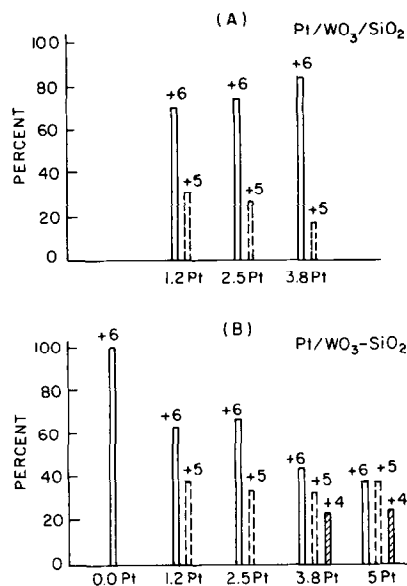 (A) Pt/WO3/SiO2
100
80
60
40
20
0
PERCENT
+6 +5 +6 +5 +6 +5
1.2 Pt 2.5 Pt 3.8 Pt
(B) Pt/WO3-SiO2
100
80
60
40
20
0
PERCENT
+6 +6 +5 +6 +5 +6 +5 +4 +6 +5 +4
0.0 Pt 1.2 Pt 2.5 Pt 3.8 Pt 5 Pt